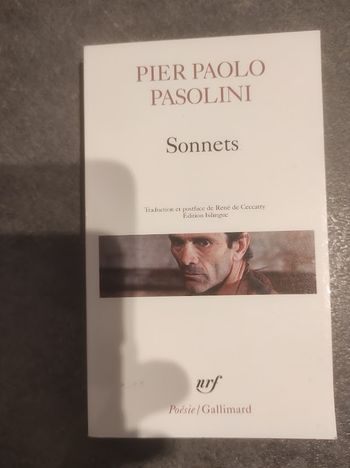 PIER PAOLO
PASOLINI
Sonnets
Traduction et postface de René de Ceccatty
Édition bilingue
nrf
Poésie/Gallimard